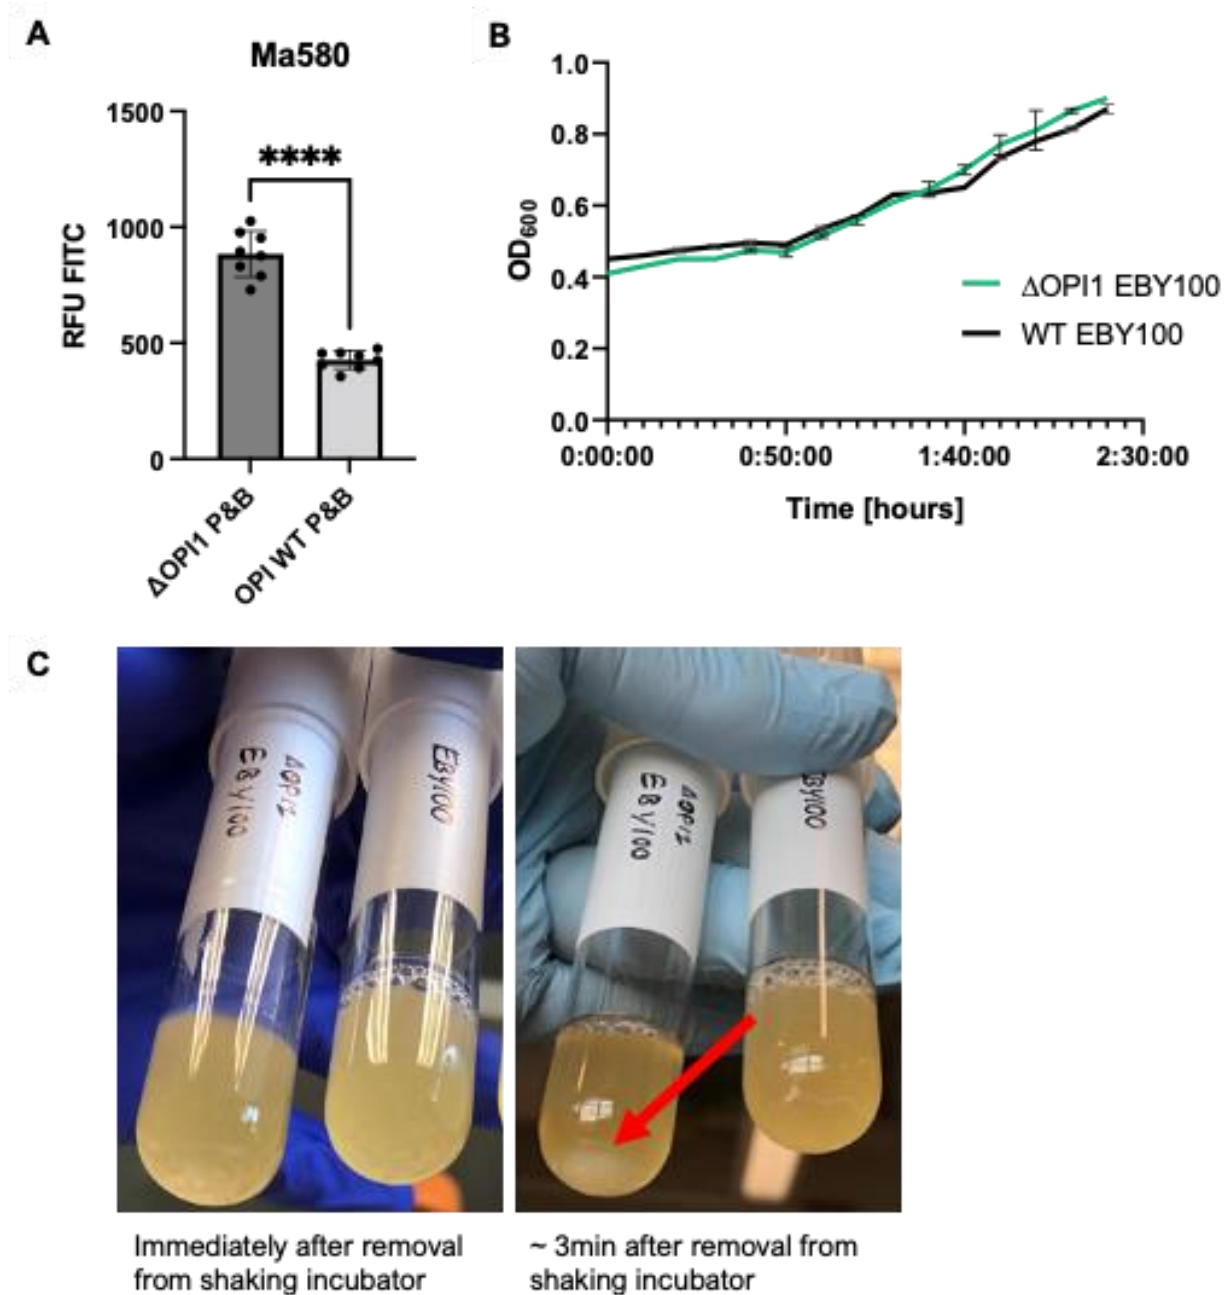 A
Ma580
1500
1000
500
0
RFU FITC
****
ΔOPI1 P&B
OPI WT P&B
B
1.0
0.8
0.6
0.4
0.2
0.0
OD600
0:00:00
0:50:00
1:40:00
2:30:00
Time [hours]
ΔOPI1 EBY100
WT EBY100
C
ΔOPI1
EBY100
EBY100
ΔOPI1
EBY100
EBY100
Immediately after removal
from shaking incubator
~ 3min after removal from
shaking incubator